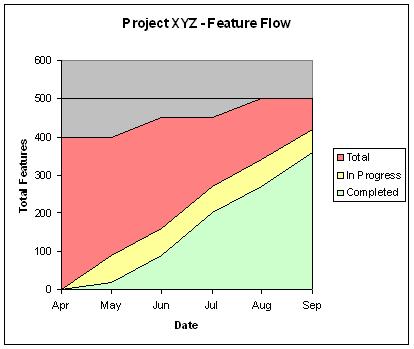 Project XYZ - Feature Flow
600
500
400
300
200
100
0
Total Features
Apr May Jun Jul Aug Sep
Date
Total
In Progress
Completed